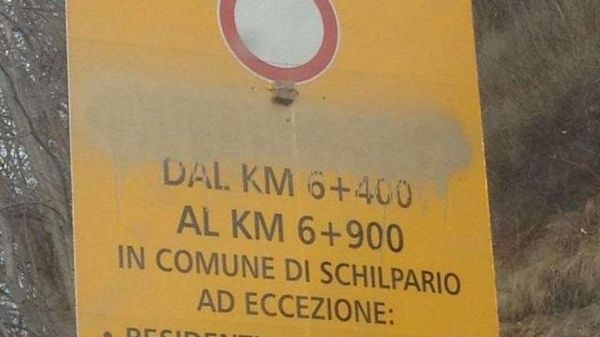 DAL KM 6+400
AL KM 6+900
IN COMUNE DI SCHILPARIO
AD ECCEZIONE: